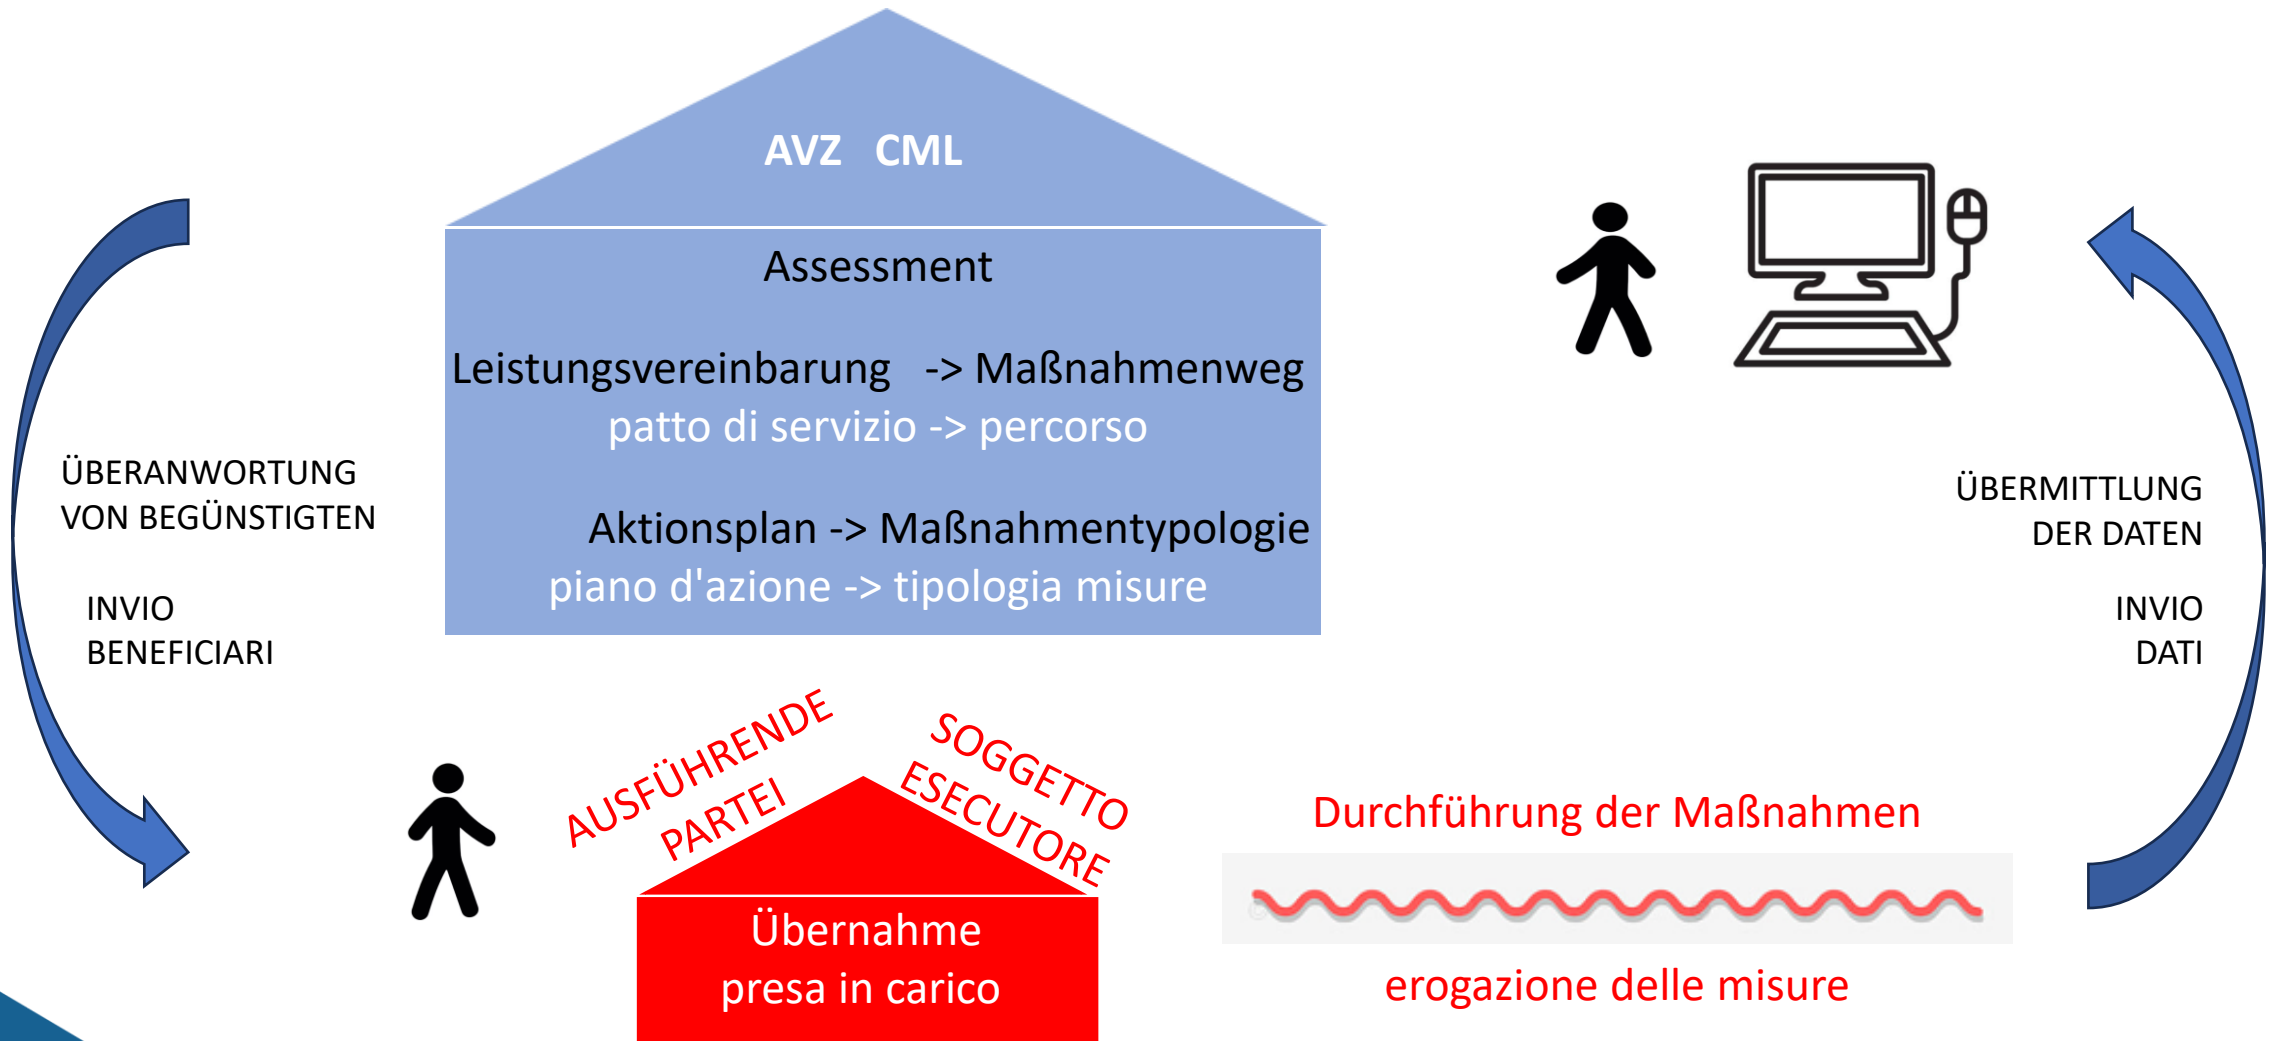 AVZ CML
Assessment
Leistungsvereinbarung -> Maßnahmenweg
patto di servizio -> percorso
Aktionsplan -> Maßnahmentypologie
piano d'azione -> tipologia misure
ÜBERANWORTUNG
VON BEGÜNSTIGTEN
INVIO
BENEFICIARI
ÜBERMITTLUNG
DER DATEN
INVIO
DATI
AUSFÜHRENDE
PARTEI
SOGGETTO
ESECUTORE
Übernahme
presa in carico
Durchführung der Maßnahmen
erogazione delle misure